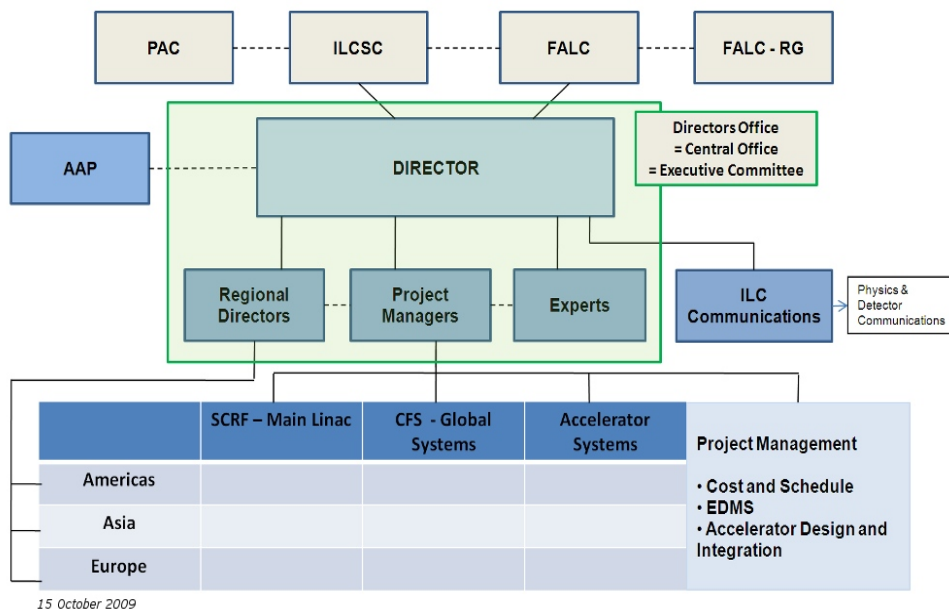 PAC
ILCSC
FALC
FALC - RG
Directors Office
= Central Office
= Executive Committee
AAP
DIRECTOR
Regional
Directors
Project
Managers
Experts
ILC
Communications
Physics &
Detector
Communications
SCRF – Main Linac
CFS - Global
Systems
Accelerator
Systems
Project Management
• Cost and Schedule
• EDMS
• Accelerator Design and
Integration
Americas
Asia
Europe
15 October 2009